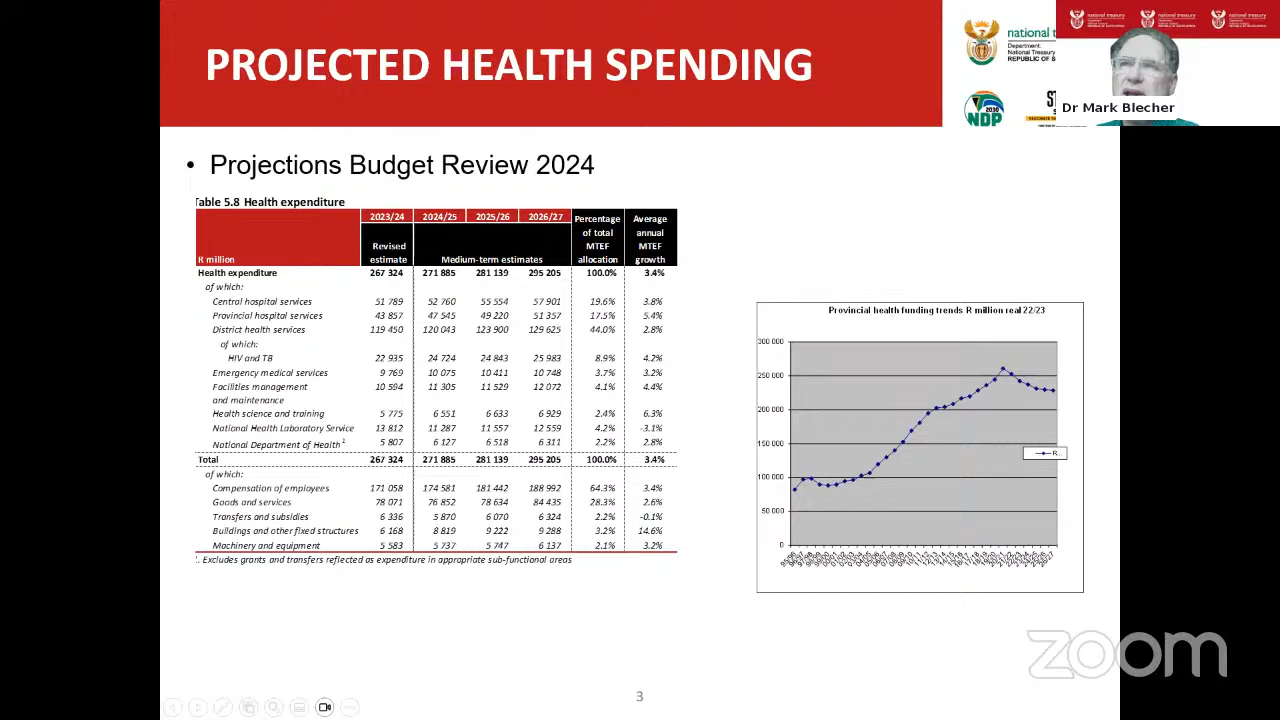 PROJECTED HEALTH SPENDING
national t
Department:
National Treasury
REPUBLIC OF S
NDP
2030
Dr Mark Blecher
• Projections Budget Review 2024
Table 5.8 Health expenditure
R million 2023/24 2024/25 2025/26 2026/27 Percentage of total MTEF allocation Average annual MTEF growth
Revised estimate Medium-term estimates
Health expenditure 267 324 271 885 281 139 295 205 100.0% 3.4%
of which:
Central hospital services 51 789 52 760 55 554 57 901 19.6% 3.8%
Provincial hospital services 43 857 47 545 49 220 51 357 17.5% 5.4%
District health services 119 450 120 043 123 900 129 625 44.0% 2.8%
of which:
HIV and TB 22 935 24 724 24 843 25 983 8.9% 4.2%
Emergency medical services 9 769 10 075 10 411 10 748 3.7% 3.2%
Facilities management 10 594 11 305 11 529 12 072 4.1% 4.4%
and maintenance
Health science and training 5 775 6 551 6 633 6 929 2.4% 6.3%
National Health Laboratory Service 13 812 11 287 11 557 12 559 4.2% -3.1%
National Department of Health 1 5 807 6 127 6 518 6 311 2.2% 2.8%
Total 267 324 271 885 281 139 295 205 100.0% 3.4%
of which:
Compensation of employees 171 058 174 581 181 442 188 992 64.3% 3.4%
Goods and services 78 071 76 852 78 634 84 435 28.3% 2.6%
Transfers and subsidies 6 336 5 870 6 070 6 324 2.2% -0.1%
Buildings and other fixed structures 6 168 8 819 9 222 9 288 3.2% 14.6%
Machinery and equipment 5 583 5 737 5 747 6 137 2.1% 3.2%
. Excludes grants and transfers reflected as expenditure in appropriate sub-functional areas
Provincial health funding trends R million real 22/23
300 000
250 000
200 000
150 000
100 000
50 000
0
R...
zoom
3